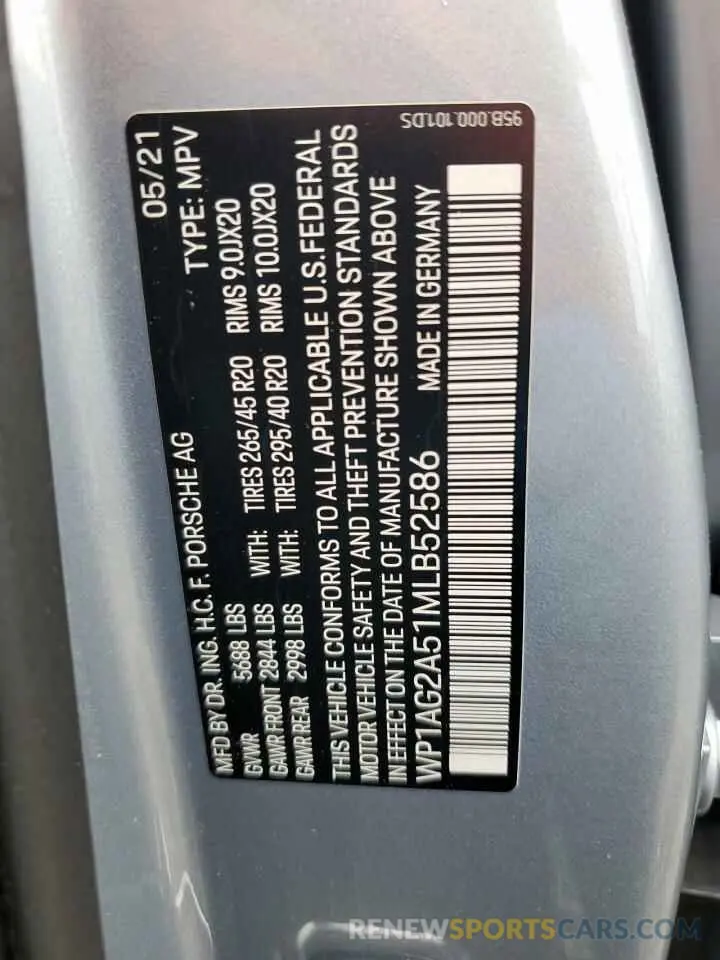 MFD BY DR. ING. H.C. F. PORSCHE AG 05/21
GVWR 5688 LBS TYPE: MPV
GAWR FRONT 2844 LBS WITH: TIRES 265/45 R20 RIMS 9.0JX20
GAWR REAR 2998 LBS WITH: TIRES 295/40 R20 RIMS 10.0JX20
THIS VEHICLE CONFORMS TO ALL APPLICABLE U.S. FEDERAL
MOTOR VEHICLE SAFETY AND THEFT PREVENTION STANDARDS
IN EFFECT ON THE DATE OF MANUFACTURE SHOWN ABOVE
WP1AG2A51MLB52586 MADE IN GERMANY
95B.000.101.DS
RENEWSPORTSCARS.COM